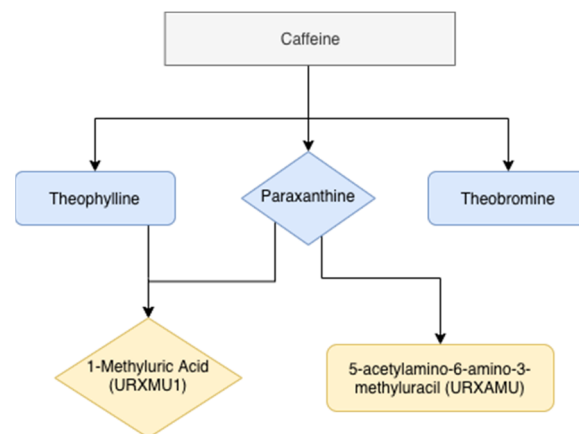 Caffeine
Theophylline
Paraxanthine
Theobromine
1-Methyluric Acid
(URXMU1)
5-acetylamino-6-amino-3-
methyluracil (URXAMU)